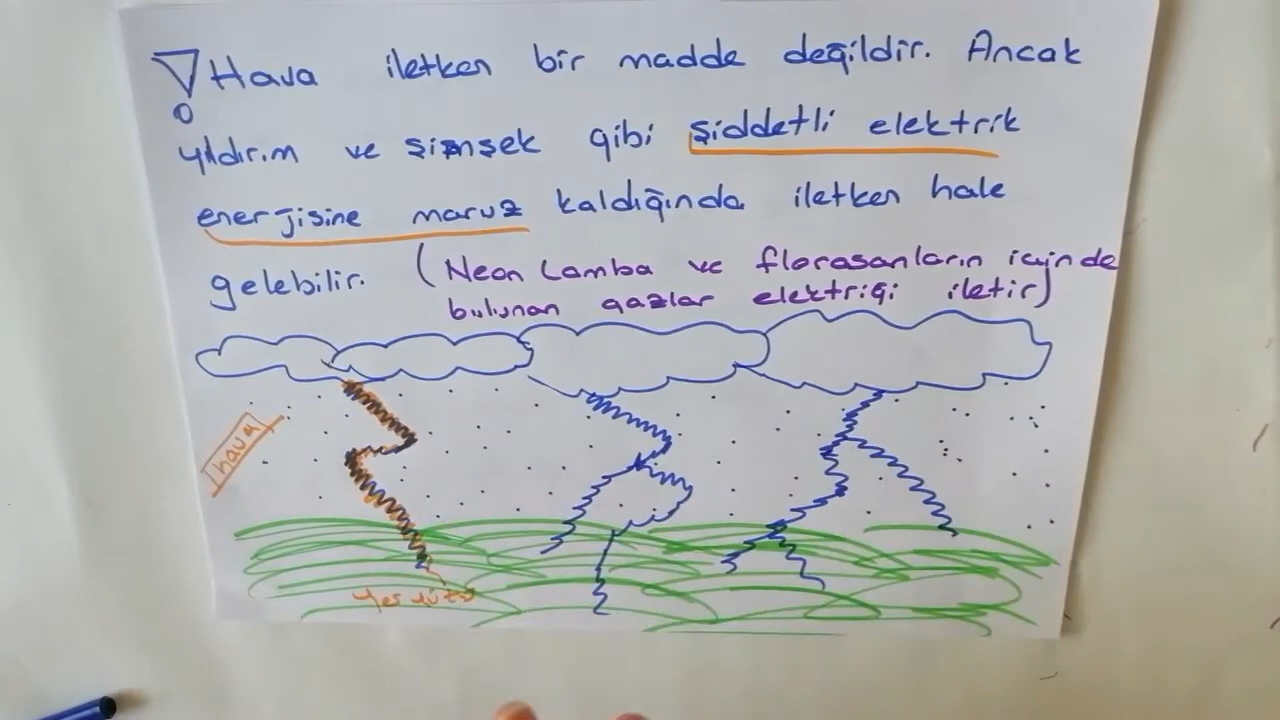 Hava iletken bir madde değildir. Ancak
yıldırım ve şimşek gibi şiddetli elektrik
enerjisine maruz kaldığında iletken hale
gelebilir. (Neon Lamba ve florasanların içinde
bulunan gazlar elektriği iletir)
hava
Yer yüzü